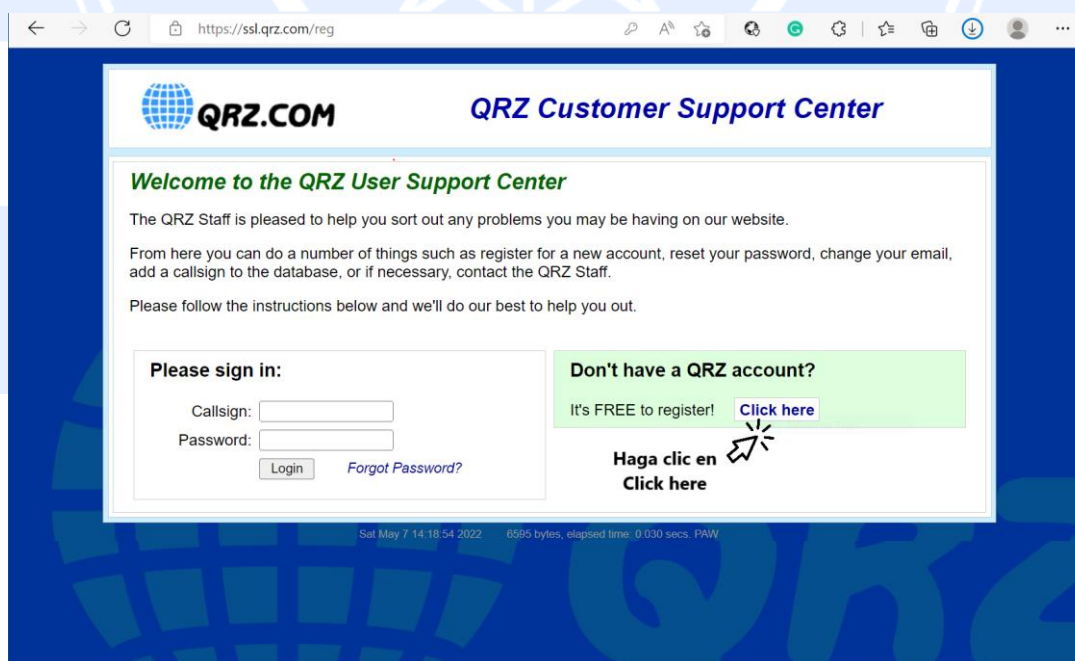 https://ssl.qrz.com/reg
QRZ.COM
QRZ Customer Support Center
Welcome to the QRZ User Support Center
The QRZ Staff is pleased to help you sort out any problems you may be having on our website.
From here you can do a number of things such as register for a new account, reset your password, change your email,
add a callsign to the database, or if necessary, contact the QRZ Staff.
Please follow the instructions below and we'll do our best to help you out.
Please sign in:
Callsign:
Password:
Login
Forgot Password?
Don't have a QRZ account?
It's FREE to register! Click here
Haga clic en
Click here
Sat May 7 14:18:54 2022 6595 bytes, elapsed time: 0.030 secs. PAW
QRZ